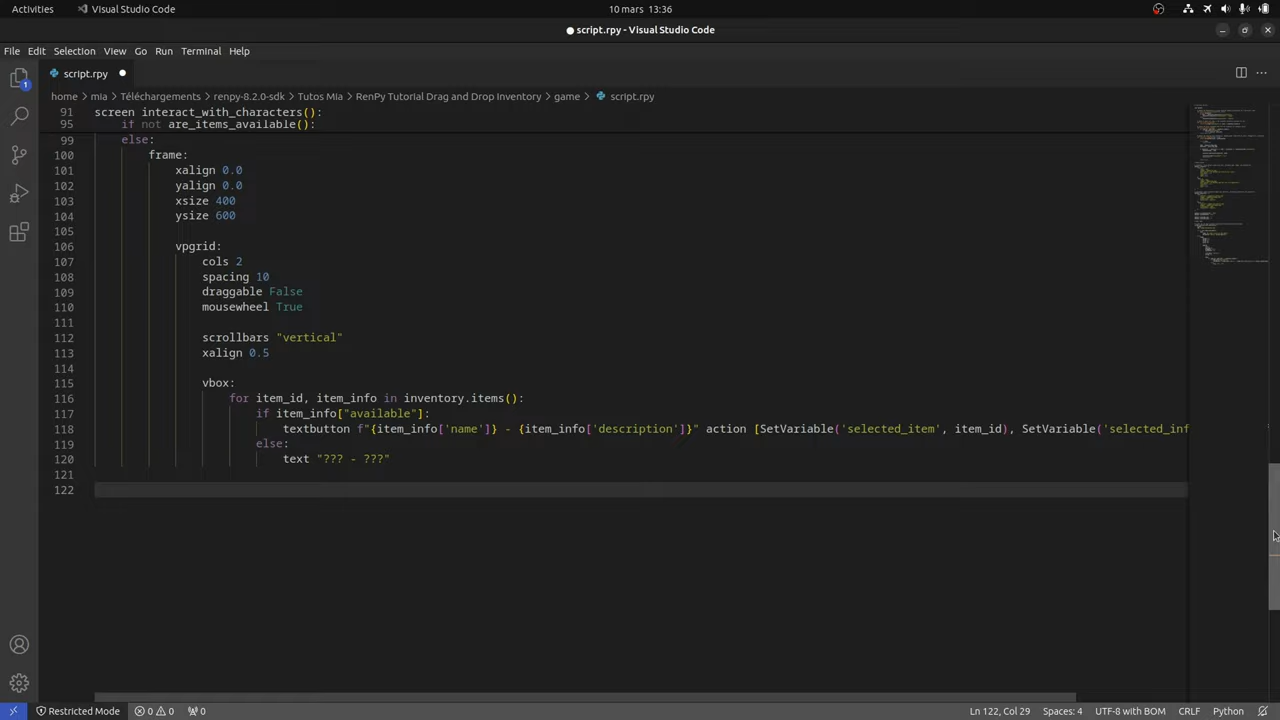 Activities
Visual Studio Code
10 mars 13:36
script.rpy - Visual Studio Code
File Edit Selection View Go Run Terminal Help
script.rpy
home > mia > Téléchargements > renpy-8.2.0-sdk > Tutos Mia > RenPy Tutorial Drag and Drop Inventory > game > script.rpy
91 screen interact_with_characters():
95 if not are_items_available():
99 else:
100 frame:
101 xalign 0.0
102 yalign 0.0
103 xsize 400
104 ysize 600
105
106 vpgrid:
107 cols 2
108 spacing 10
109 draggable False
110 mousewheel True
111
112 scrollbars "vertical"
113 xalign 0.5
114
115 vbox:
116 for item_id, item_info in inventory.items():
117 if item_info["available"]:
118 textbutton f"{item_info['name']} - {item_info['description']}" action [SetVariable('selected_item', item_id), SetVariable('selected_inf
119 else:
120 text "??? - ???"
121
122
1
Restricted Mode 0 0 0 Ln 122, Col 29 Spaces: 4 UTF-8 with BOM CRLF Python